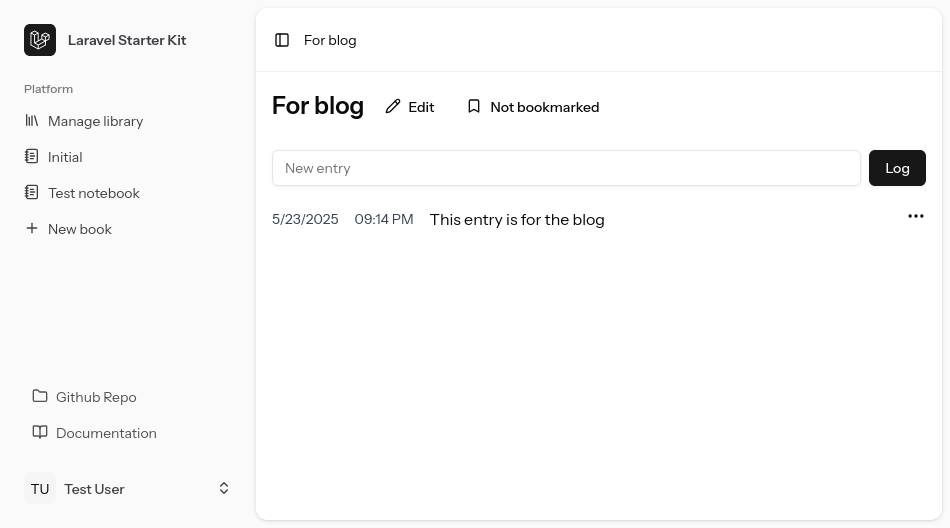 Laravel Starter Kit
Platform
Manage library
Initial
Test notebook
New book
Github Repo
Documentation
TU Test User
For blog
For blog Edit Not bookmarked
New entry Log
5/23/2025 09:14 PM This entry is for the blog